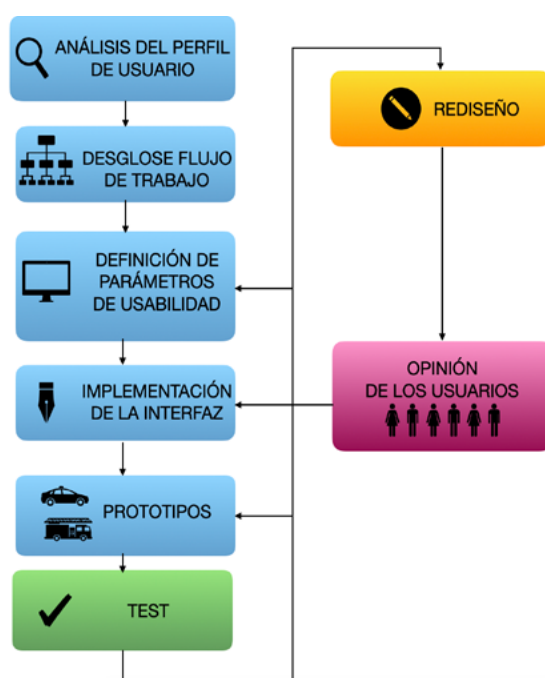 ANÁLISIS DEL PERFIL
DE USUARIO
DESGLOSE FLUJO
DE TRABAJO
DEFINICIÓN DE
PARÁMETROS
DE USABILIDAD
IMPLEMENTACIÓN
DE LA INTERFAZ
PROTOTIPOS
TEST
REDISEÑO
OPINIÓN
DE LOS USUARIOS